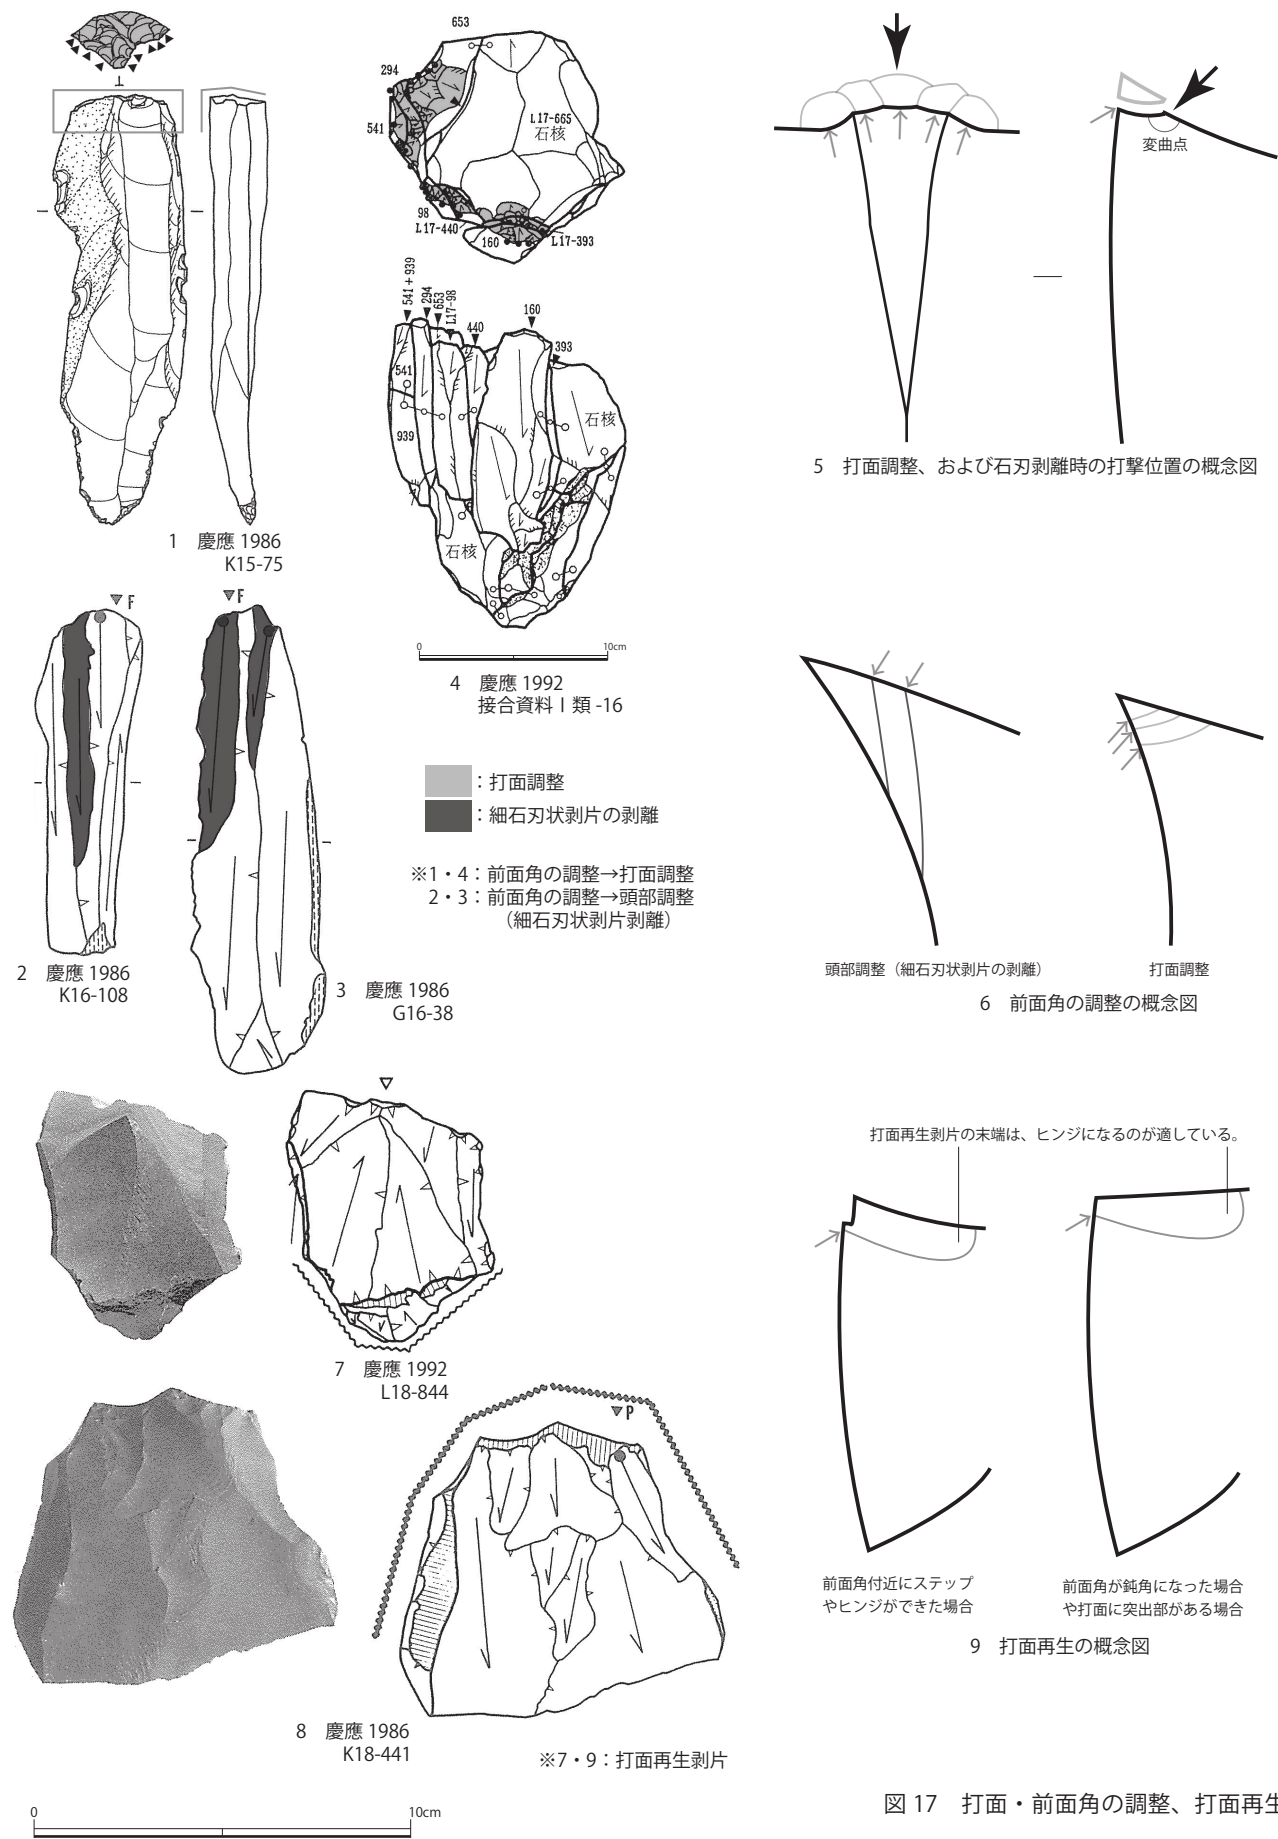 1　慶應 1986
K15-75
653
294
541
L17-665
石核
98
L17-440
160
L17-393
541+939
294
653
L17-98
440
160
393
541
939
石核
石核
0
10cm
4　慶應 1992
接合資料Ⅰ類 -16
変曲点
5　打面調整、および石刃剥離時の打撃位置の概念図
F
F
2　慶應 1986
K16-108
3　慶應 1986
G16-38
：打面調整
：細石刃状剥片の剥離
※1・4：前面角の調整→打面調整
2・3：前面角の調整→頭部調整
（細石刃状剥片剥離）
頭部調整（細石刃状剥片の剥離）
打面調整
6　前面角の調整の概念図
7　慶應 1992
L18-844
P
8　慶應 1986
K18-441
※7・9：打面再生剥片
打面再生剥片の末端は、ヒンジになるのが適している。
前面角付近にステップ
やヒンジができた場合
前面角が鈍角になった場合
や打面に突出部がある場合
9　打面再生の概念図
0
10cm
図 17　打面・前面角の調整、打面再生